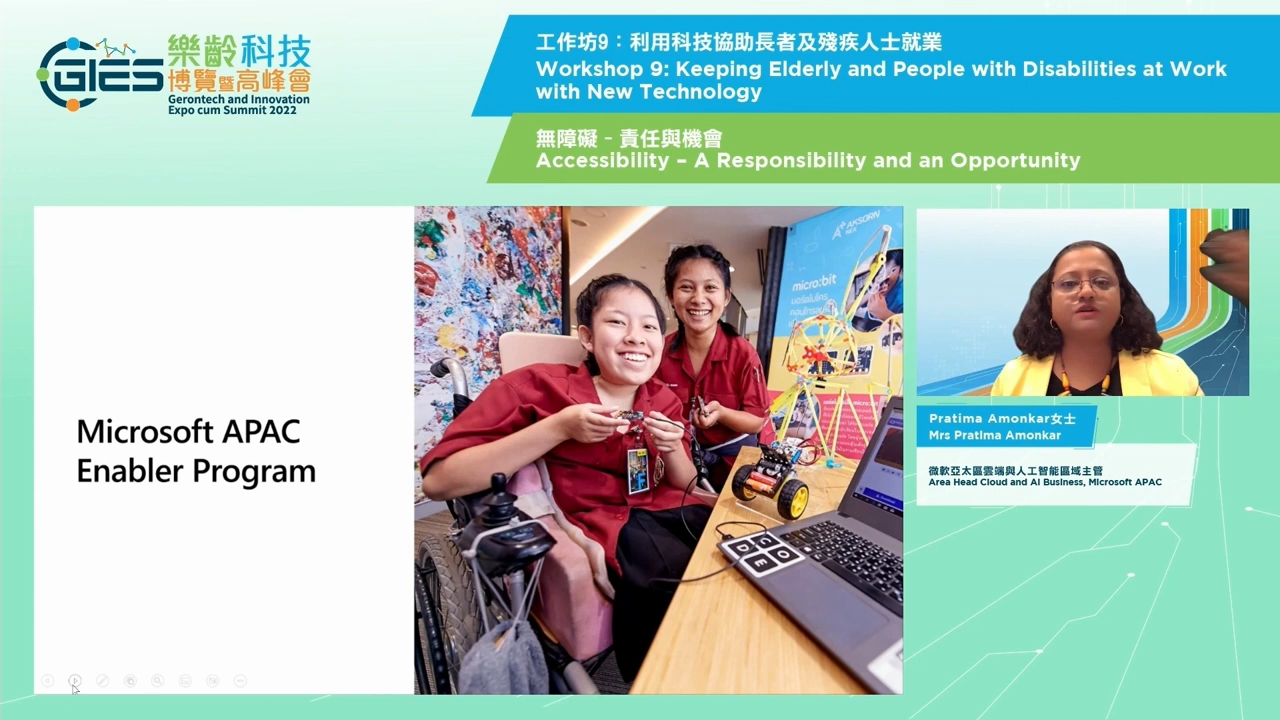 GIES
樂齡科技
博覽暨高峰會
Gerontech and Innovation
Expo cum Summit 2022
工作坊9：利用科技協助長者及殘疾人士就業
Workshop 9: Keeping Elderly and People with Disabilities at Work
with New Technology
無障礙 - 責任與機會
Accessibility – A Responsibility and an Opportunity
Microsoft APAC
Enabler Program
AKSORN
micro:bit
CODE
Pratima Amonkar女士
Mrs Pratima Amonkar
微軟亞太區雲端與人工智能區域主管
Area Head Cloud and AI Business, Microsoft APAC